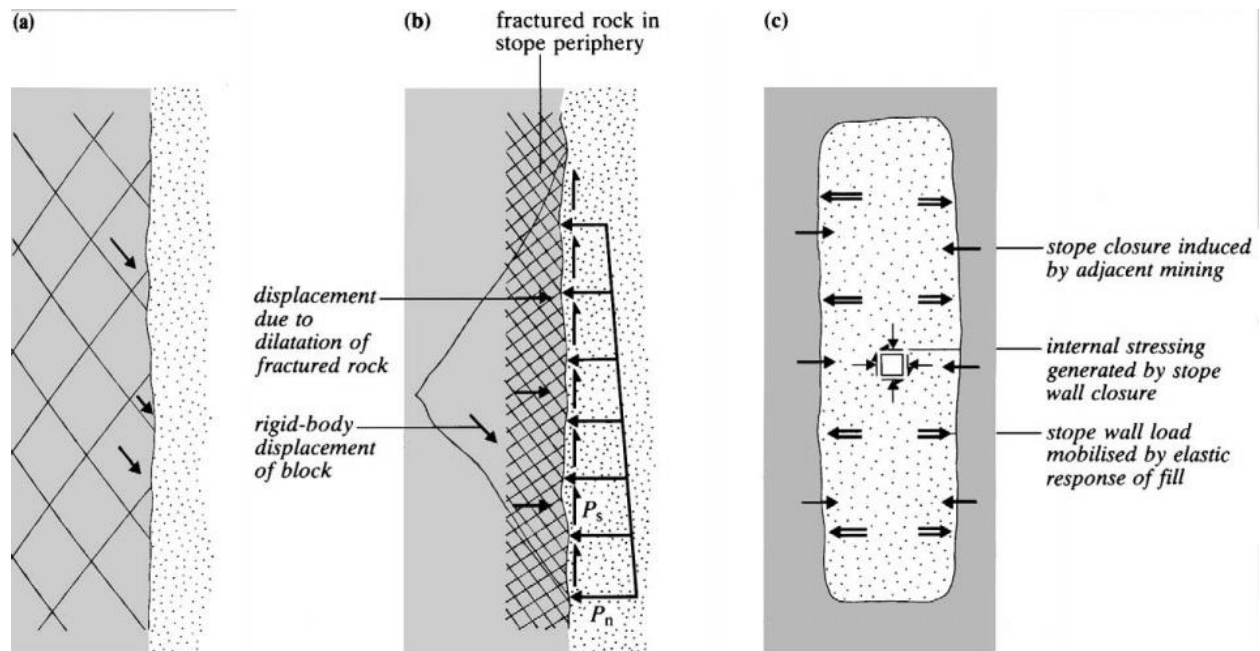 (a)
(b)
fractured rock in
stope periphery
(c)
displacement
due to
dilatation of
fractured rock
rigid-body
displacement
of block
P_s
P_n
stope closure induced
by adjacent mining
internal stressing
generated by stope
wall closure
stope wall load
mobilised by elastic
response of fill